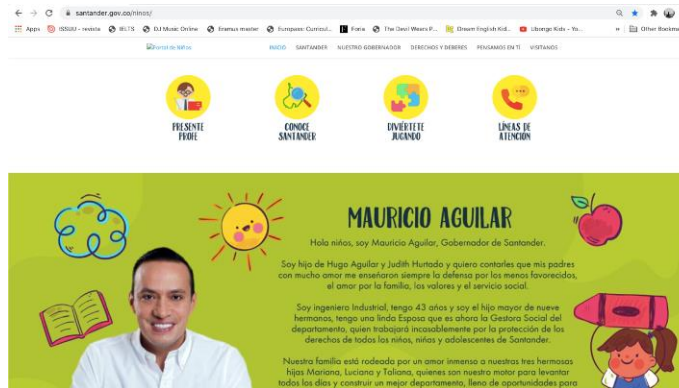 santander.gov.co/ninos/
Apps ISSUU - revista IELTS DJ Music Online Eramus master Europass: Curricul... Foria The Devil Wears P... Dream English Kid... Ubongo Kids - Yo... Other Bookma
Portal de Niños INICIO SANTANDER NUESTRO GOBERNADOR DERECHOS Y DEBERES PENSAMOS EN TÍ VISITANOS
PRESENTE
PROFE
CONOCE
SANTANDER
DIVIÉRTETE
JUGANDO
LÍNEAS DE
ATENCIÓN
MAURICIO AGUILAR
Hola niños, soy Mauricio Aguilar, Gobernador de Santander.
Soy hijo de Hugo Aguilar y Judith Hurtado y quiero contarles que mis padres
con mucho amor me enseñaron siempre la defensa por los menos favorecidos,
el amor por la familia, los valores y el servicio social.
Soy ingeniero Industrial, tengo 43 años y soy el hijo mayor de nueve
hermanos, tengo una linda Esposa que es ahora la Gestora Social del
departamento, quien trabajará incasablemente por la protección de los
derechos de todos los niños, niñas y adolescentes de Santander.
Nuestra familia está rodeada por un amor inmenso a nuestras tres hermosas
hijas Mariana, Luciana y Taliana, quienes son nuestro motor para levantar
todos los días y construir un mejor departamento, lleno de oportunidades para